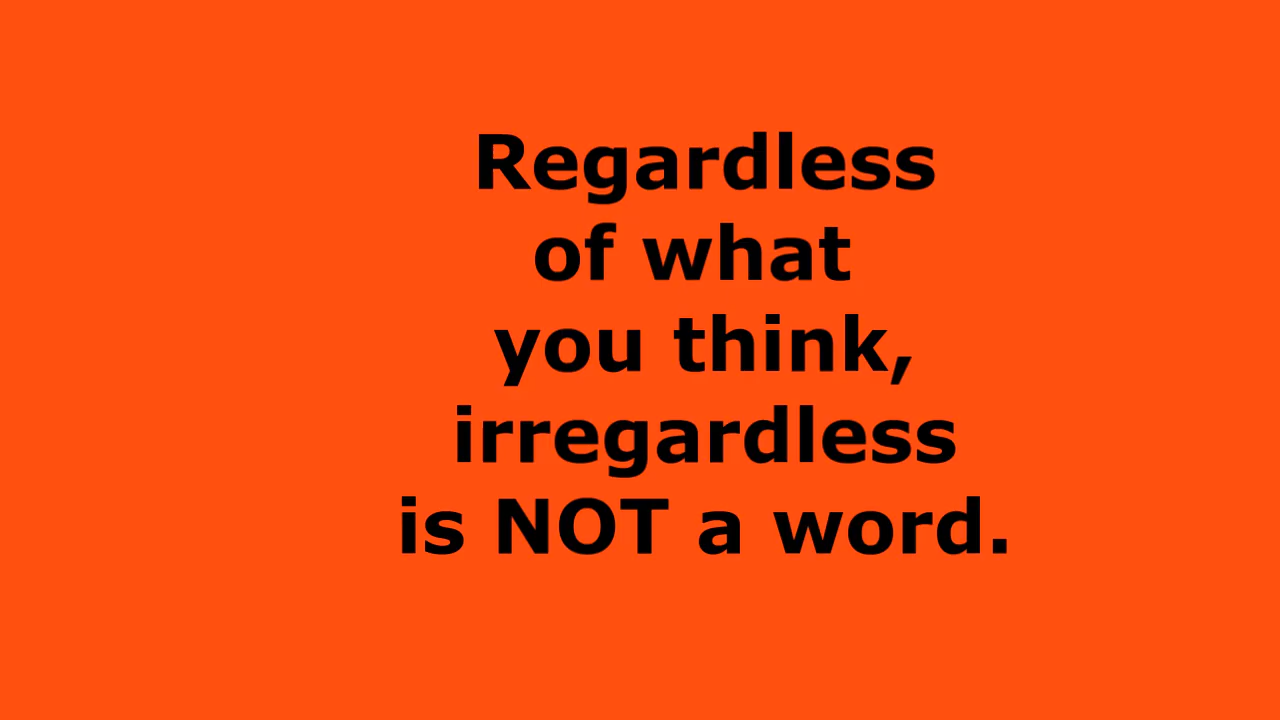 Regardless
of what
you think,
irregardless
is NOT a word.